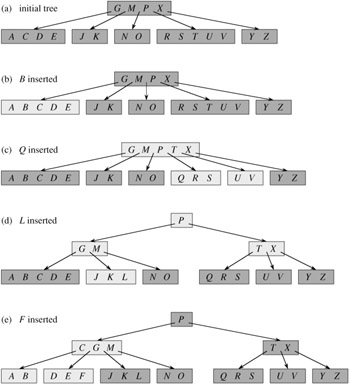 (a) initial tree
G M P X
A C D E J K N O R S T U V Y Z
(b) B inserted
G M P X
A B C D E J K N O R S T U V Y Z
(c) Q inserted
G M P T X
A B C D E J K N O Q R S U V Y Z
(d) L inserted
P
G M T X
A B C D E J K L N O Q R S U V Y Z
(e) F inserted
P
C G M T X
A B D E F J K L N O Q R S U V Y Z